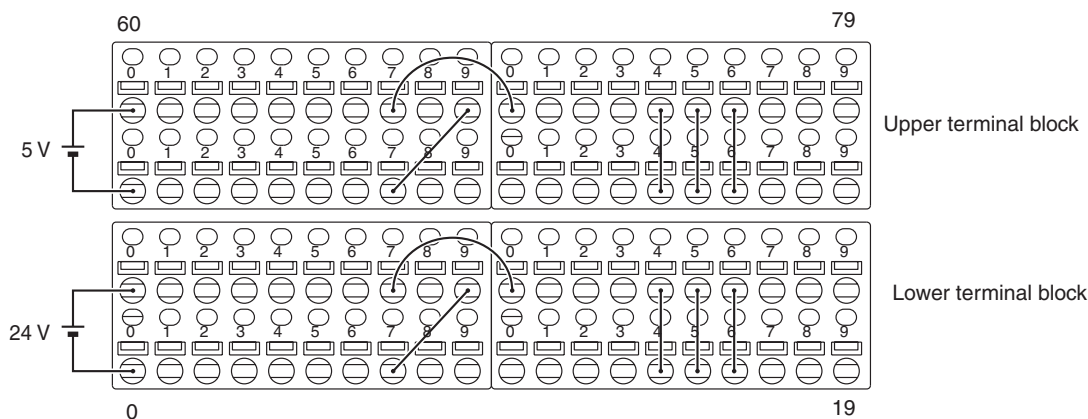 60 79
0 1 2 3 4 5 6 7 8 9 0 1 2 3 4 5 6 7 8 9
Upper terminal block
5 V
0 1 2 3 4 5 6 7 8 9 0 1 2 3 4 5 6 7 8 9
0 1 2 3 4 5 6 7 8 9 0 1 2 3 4 5 6 7 8 9
Lower terminal block
24 V
0 1 2 3 4 5 6 7 8 9 0 1 2 3 4 5 6 7 8 9
0 19